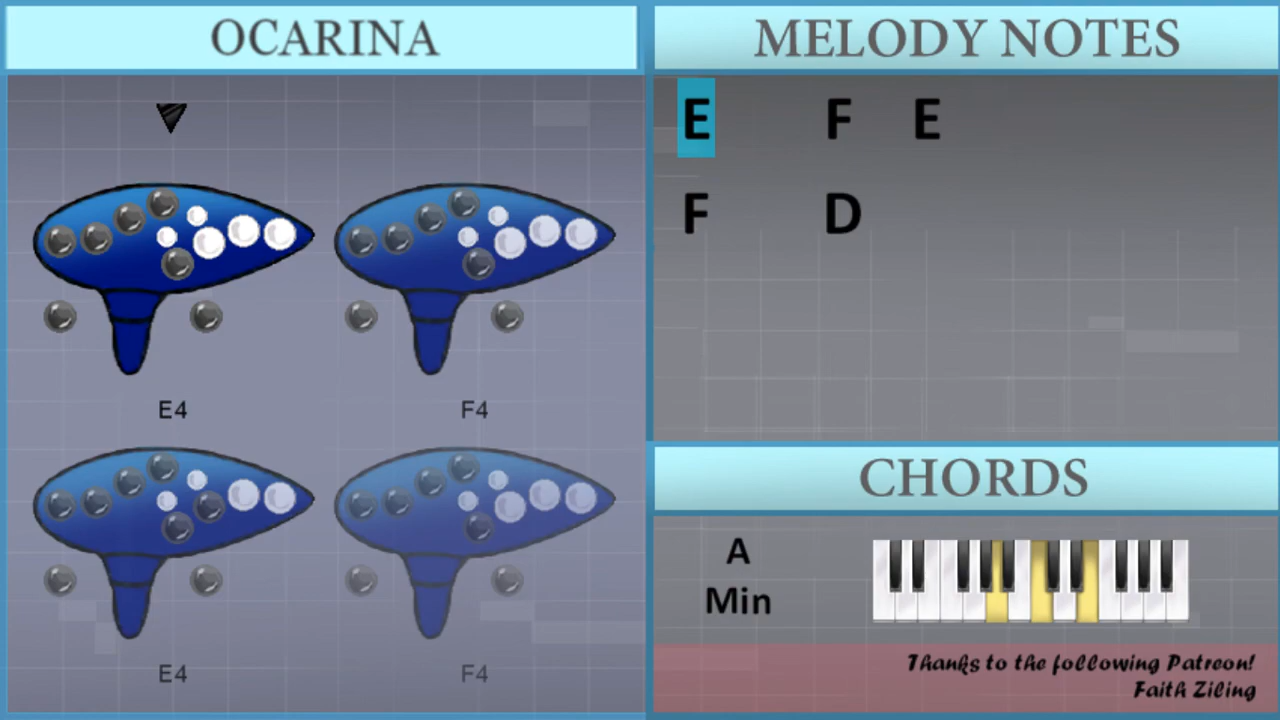 OCARINA
E4
F4
E4
F4
MELODY NOTES
E F E
F D
CHORDS
A
Min
Thanks to the following Patreon!
Faith Ziling